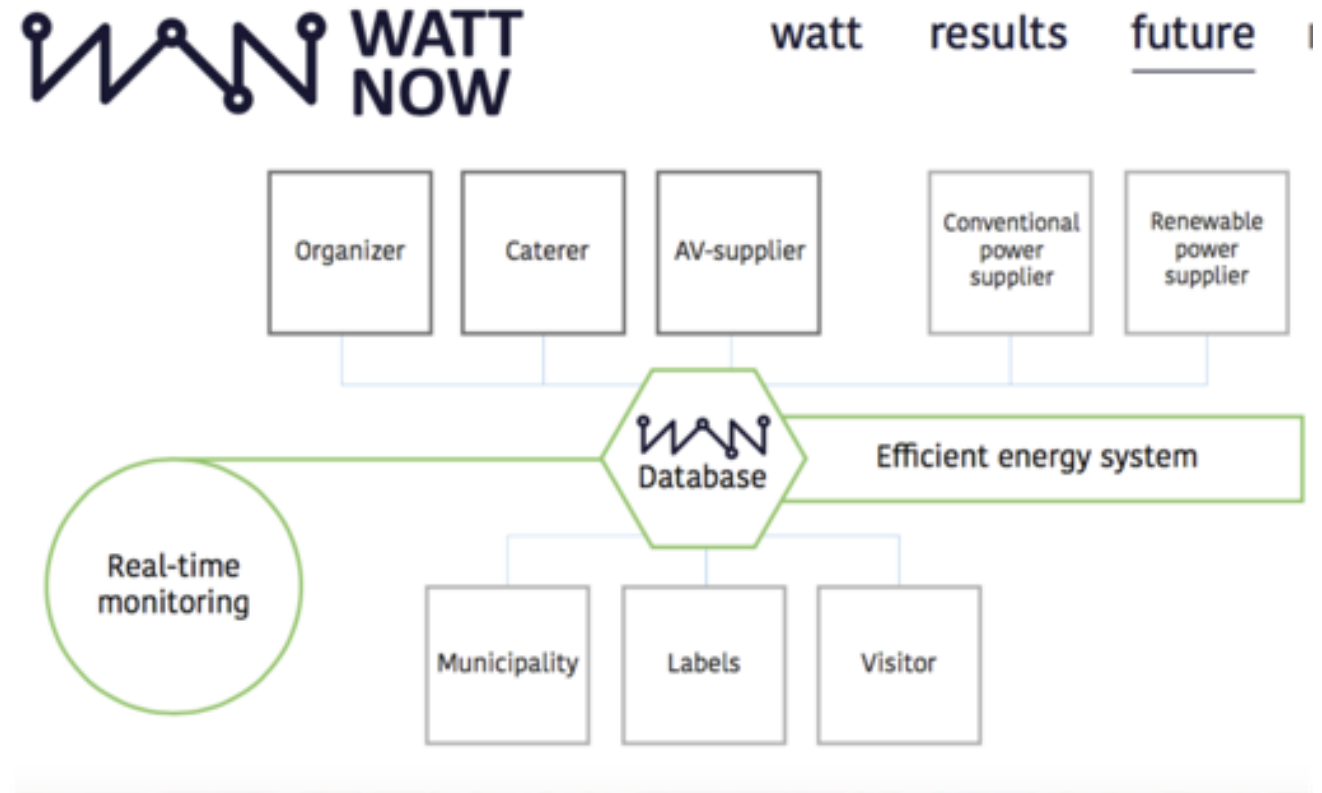 WATT
NOW
watt results future
Organizer
Caterer
AV-supplier
Conventional
power
supplier
Renewable
power
supplier
Database
Efficient energy system
Real-time
monitoring
Municipality
Labels
Visitor